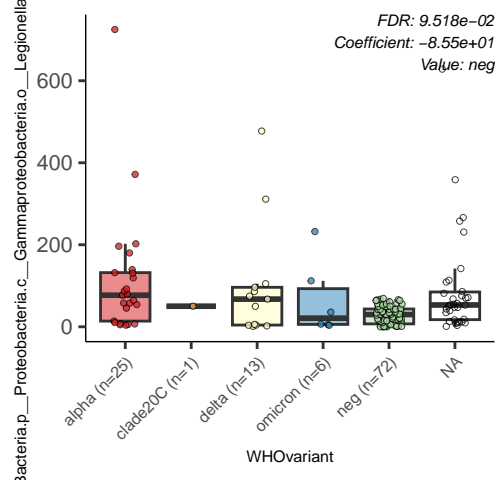 FDR: 9.518e−02
Coefficient: −8.55e+01
Value: neg
Bacteria.p__Proteobacteria.c__Gammaproteobacteria.o__Legionella
600
400
200
0
alpha (n=25)
clade20C (n=1)
delta (n=13)
omicron (n=6)
neg (n=72)
NA
WHOvariant